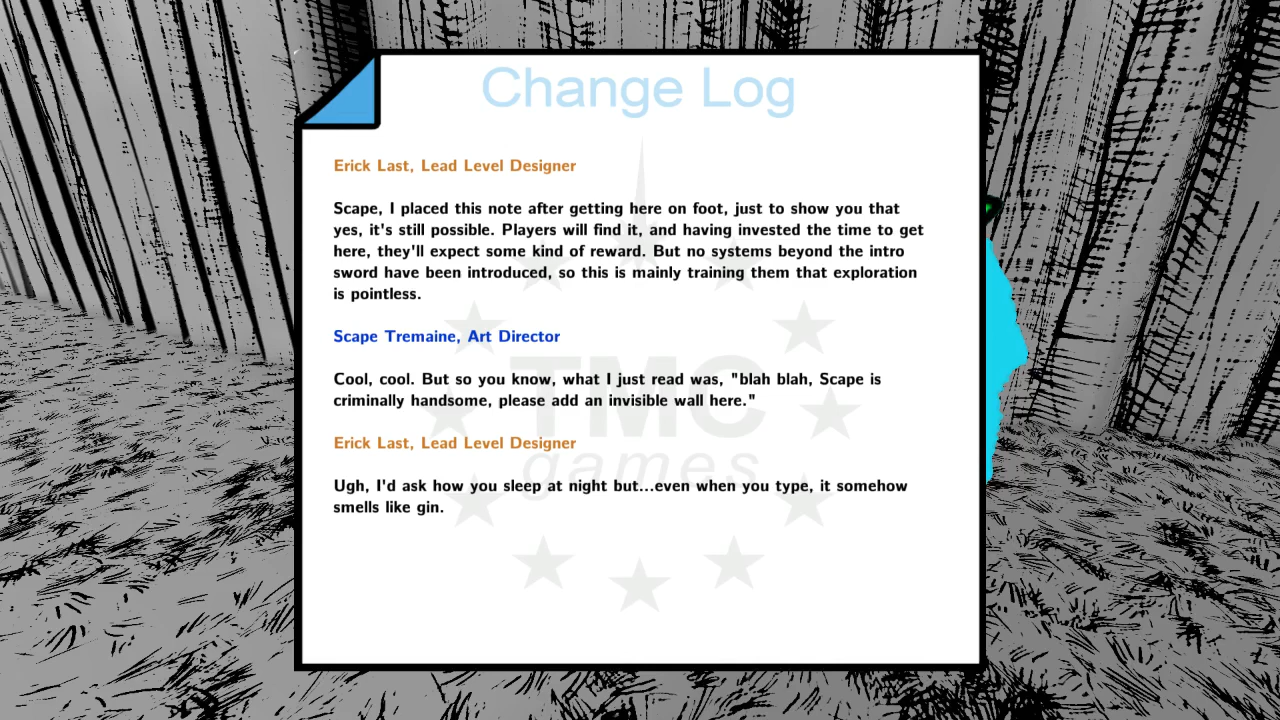 Change Log
Erick Last, Lead Level Designer
Scape, I placed this note after getting here on foot, just to show you that
yes, it's still possible. Players will find it, and having invested the time to get
here, they'll expect some kind of reward. But no systems beyond the intro
sword have been introduced, so this is mainly training them that exploration
is pointless.
Scape Tremaine, Art Director
Cool, cool. But so you know, what I just read was, "blah blah, Scape is
criminally handsome, please add an invisible wall here."
Erick Last, Lead Level Designer
Ugh, I'd ask how you sleep at night but...even when you type, it somehow
smells like gin.
TMC
games